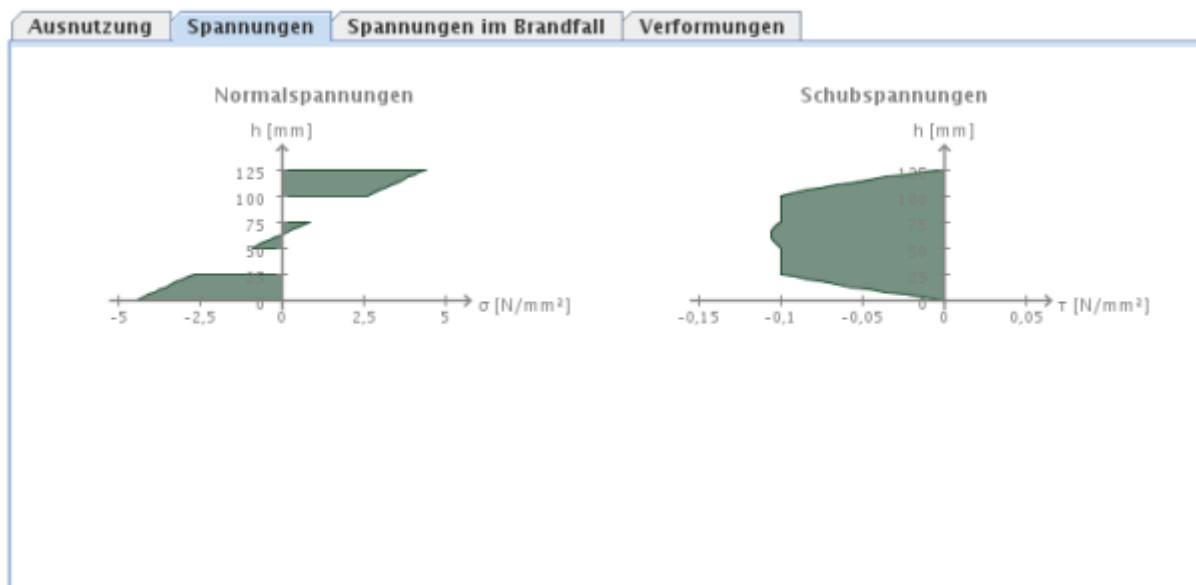 Ausnutzung Spannungen Spannungen im Brandfall Verformungen
Normalspannungen
h [mm]
125
100
75
50
25
0
-5 -2,5 0 2,5 5 σ [N/mm²]
Schubspannungen
h [mm]
125
100
75
50
25
0
-0,15 -0,1 -0,05 0 0,05 τ [N/mm²]